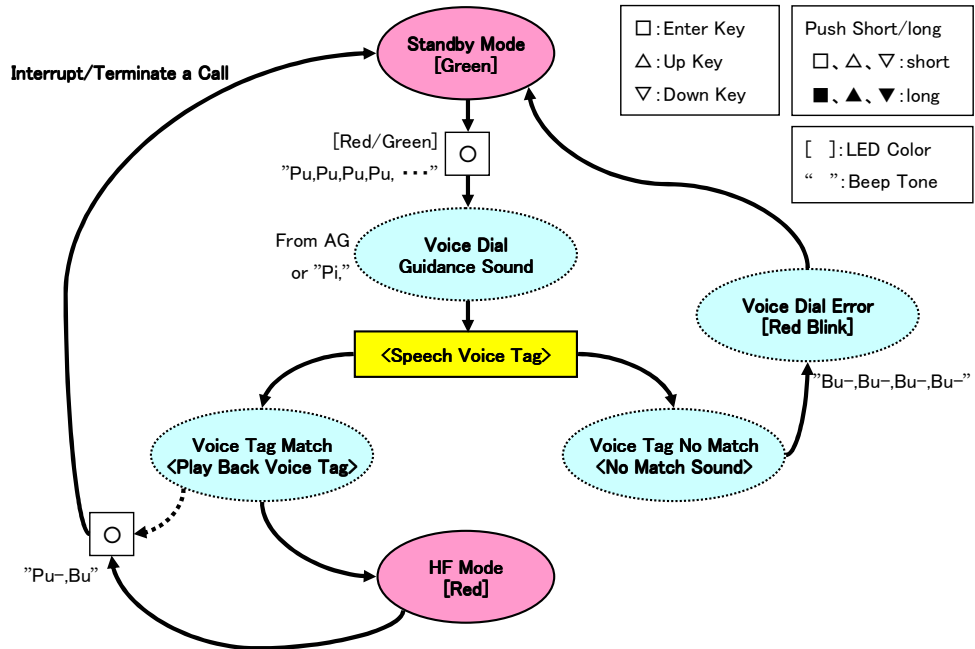 Standby Mode
[Green]
Interrupt/Terminate a Call
□:Enter Key
△:Up Key
▽:Down Key
Push Short/long
□、△、▽:short
■、▲、▼:long
[ ]:LED Color
“ ”:Beep Tone
[Red/Green]
”Pu,Pu,Pu,Pu, ・・・”
From AG
or ”Pi,”
Voice Dial
Guidance Sound
Voice Dial Error
[Red Blink]
<Speech Voice Tag>
”Bu-,Bu-,Bu-,Bu-”
Voice Tag Match
<Play Back Voice Tag>
Voice Tag No Match
<No Match Sound>
”Pu-,Bu”
HF Mode
[Red]